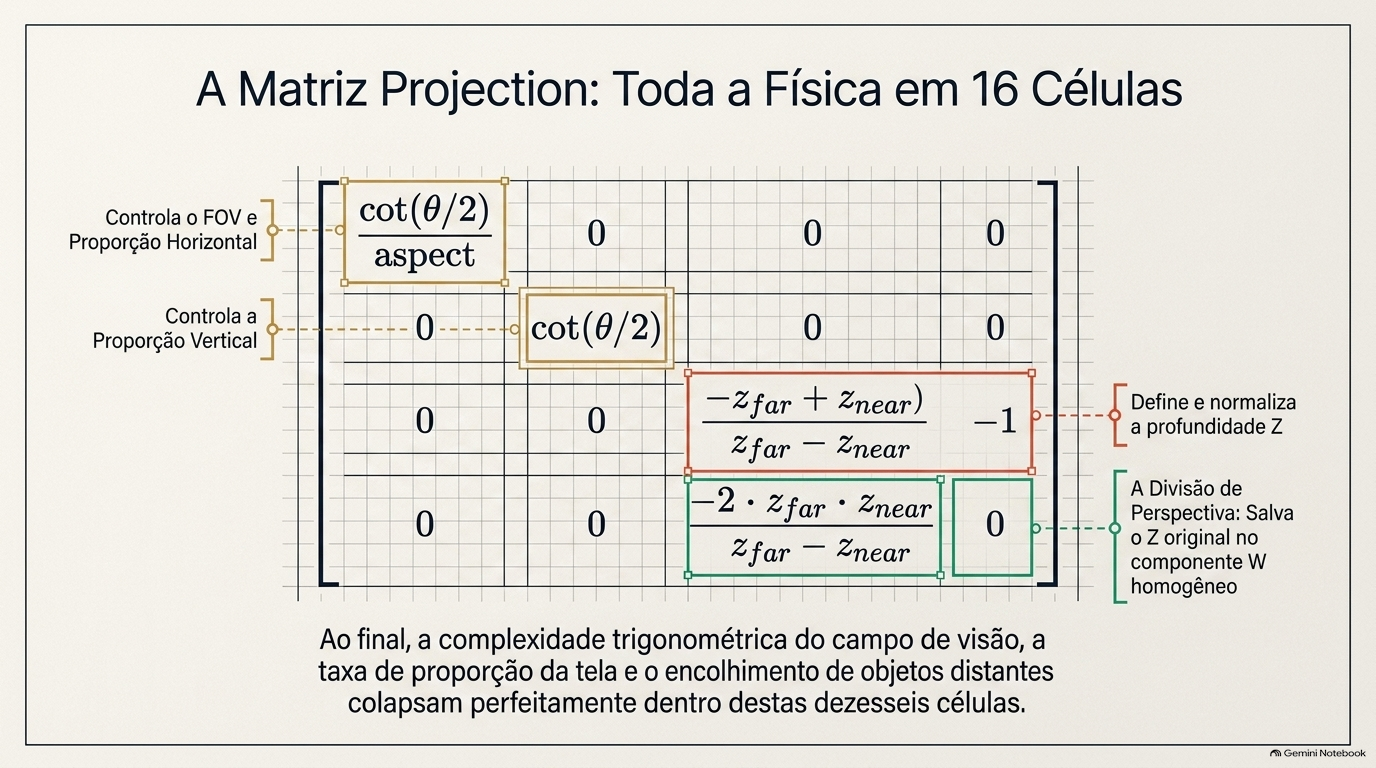 A Matriz Projection: Toda a Física em 16 Células
Controla o FOV e
Proporção Horizontal
cot(θ/2)
aspect
0
0
0
Controla a
Proporção Vertical
0
cot(θ/2)
0
0
0
0
−z_far + z_near)
z_far − z_near
−1
Define e normaliza
a profundidade Z
0
0
−2 · z_far · z_near
z_far − z_near
0
A Divisão de
Perspectiva: Salva
o Z original no
componente W
homogêneo
Ao final, a complexidade trigonométrica do campo de visão, a
taxa de proporção da tela e o encolhimento de objetos distantes
colapsam perfeitamente dentro destas dezesseis células.
Gemini Notebook